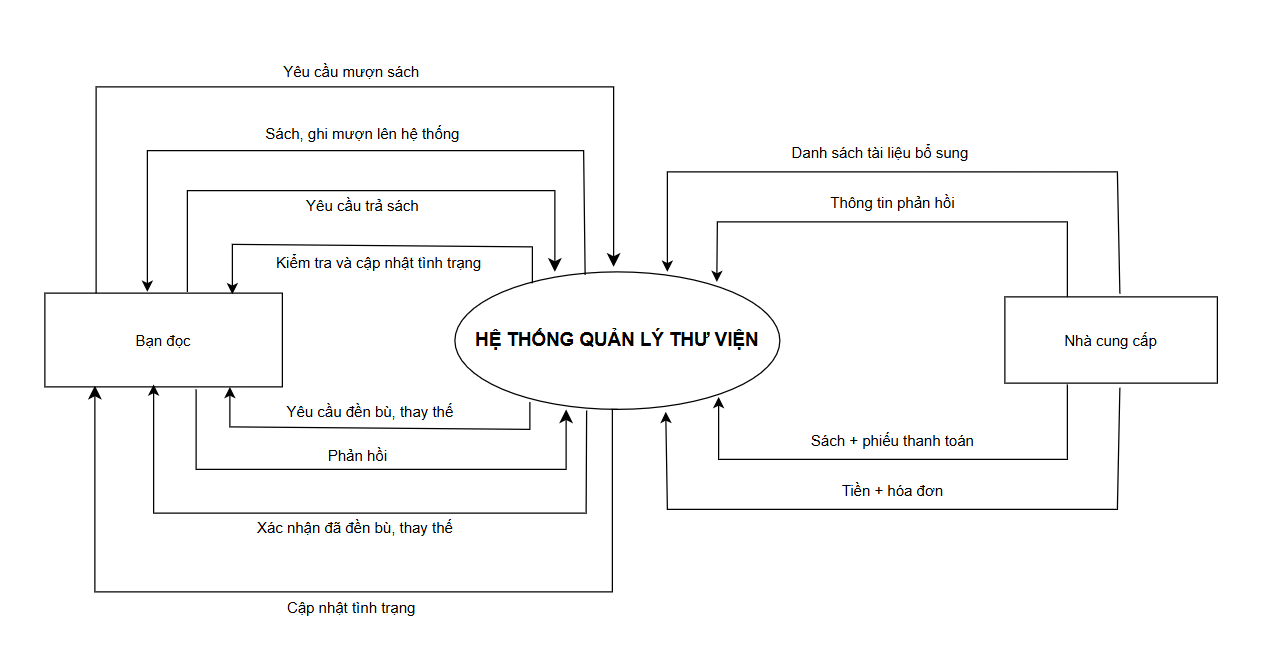 Yêu cầu mượn sách
Sách, ghi mượn lên hệ thống
Danh sách tài liệu bổ sung
Yêu cầu trả sách
Thông tin phản hồi
Kiểm tra và cập nhật tình trạng
Bạn đọc
HỆ THỐNG QUẢN LÝ THƯ VIỆN
Nhà cung cấp
Yêu cầu đền bù, thay thế
Sách + phiếu thanh toán
Phản hồi
Tiền + hóa đơn
Xác nhận đã đền bù, thay thế
Cập nhật tình trạng